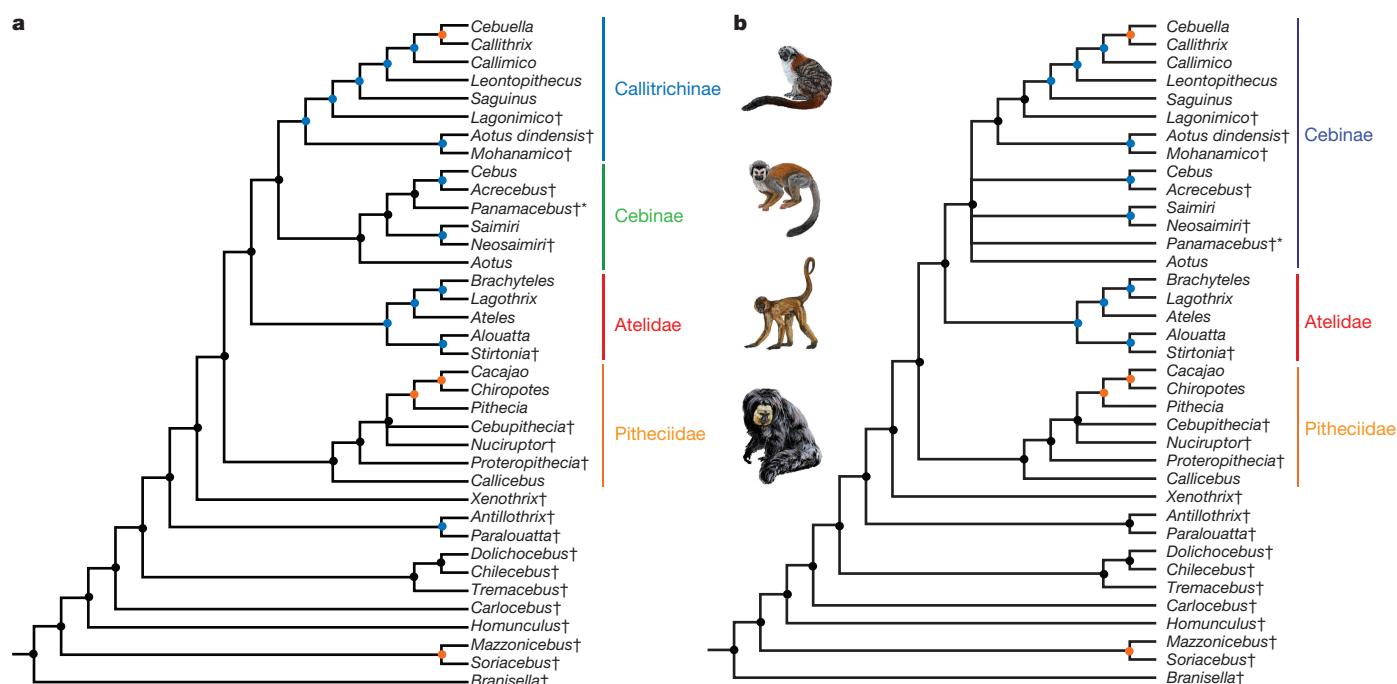 a
Cebuella
Callithrix
Callimico
Leontopithecus
Saguinus
Lagonimico†
Aotus dindensis†
Mohanamico†
Cebus
Acrecebus†
Panamacebus†*
Saimiri
Neosaimiri†
Aotus
Brachyteles
Lagothrix
Ateles
Alouatta
Stirtonia†
Cacajao
Chiropotes
Pithecia
Cebupithecia†
Nuciruptor†
Proteropithecia†
Callicebus
Xenothrix†
Antillothrix†
Paralouatta†
Dolichocebus†
Chilecebus†
Tremacebus†
Carlocebus†
Homunculus†
Mazzonicebus†
Soriacebus†
Branisella†
Callitrichinae
Cebinae
Atelidae
Pitheciidae
b
Cebuella
Callithrix
Callimico
Leontopithecus
Saguinus
Lagonimico†
Aotus dindensis†
Mohanamico†
Cebus
Acrecebus†
Saimiri
Neosaimiri†
Panamacebus†*
Aotus
Brachyteles
Lagothrix
Ateles
Alouatta
Stirtonia†
Cacajao
Chiropotes
Pithecia
Cebupithecia†
Nuciruptor†
Proteropithecia†
Callicebus
Xenothrix†
Antillothrix†
Paralouatta†
Dolichocebus†
Chilecebus†
Tremacebus†
Carlocebus†
Homunculus†
Mazzonicebus†
Soriacebus†
Branisella†
Cebinae
Atelidae
Pitheciidae